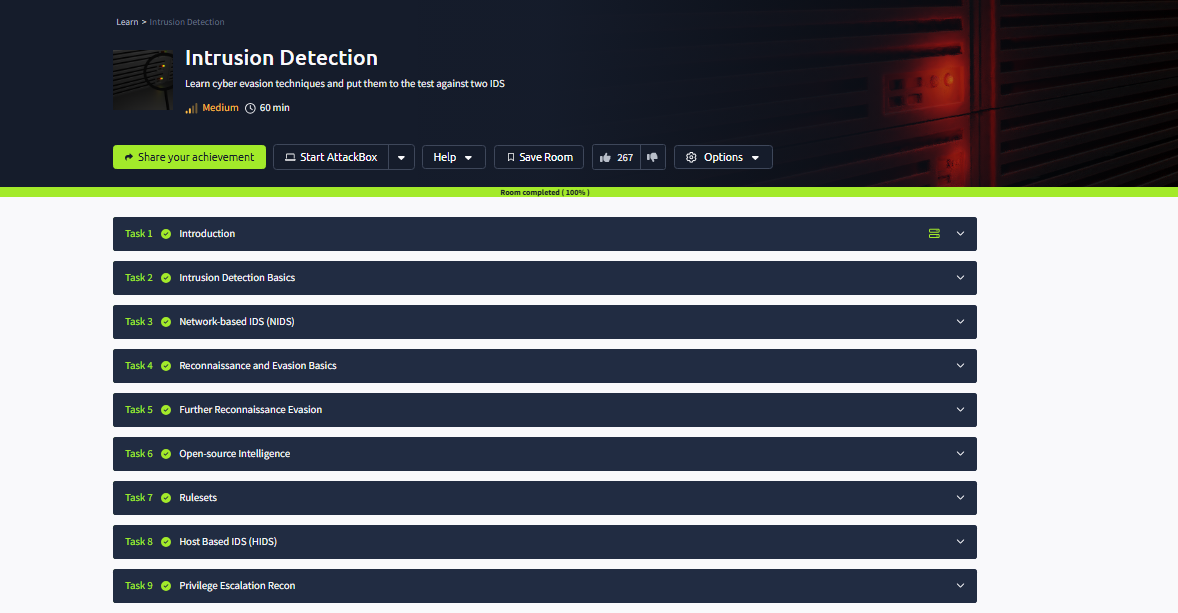 Learn > Intrusion Detection
Intrusion Detection
Learn cyber evasion techniques and put them to the test against two IDS
Medium 60 min
Share your achievement Start AttackBox Help Save Room 267 Options
Room completed ( 100% )
Task 1 Introduction
Task 2 Intrusion Detection Basics
Task 3 Network-based IDS (NIDS)
Task 4 Reconnaissance and Evasion Basics
Task 5 Further Reconnaissance Evasion
Task 6 Open-source Intelligence
Task 7 Rulesets
Task 8 Host Based IDS (HIDS)
Task 9 Privilege Escalation Recon